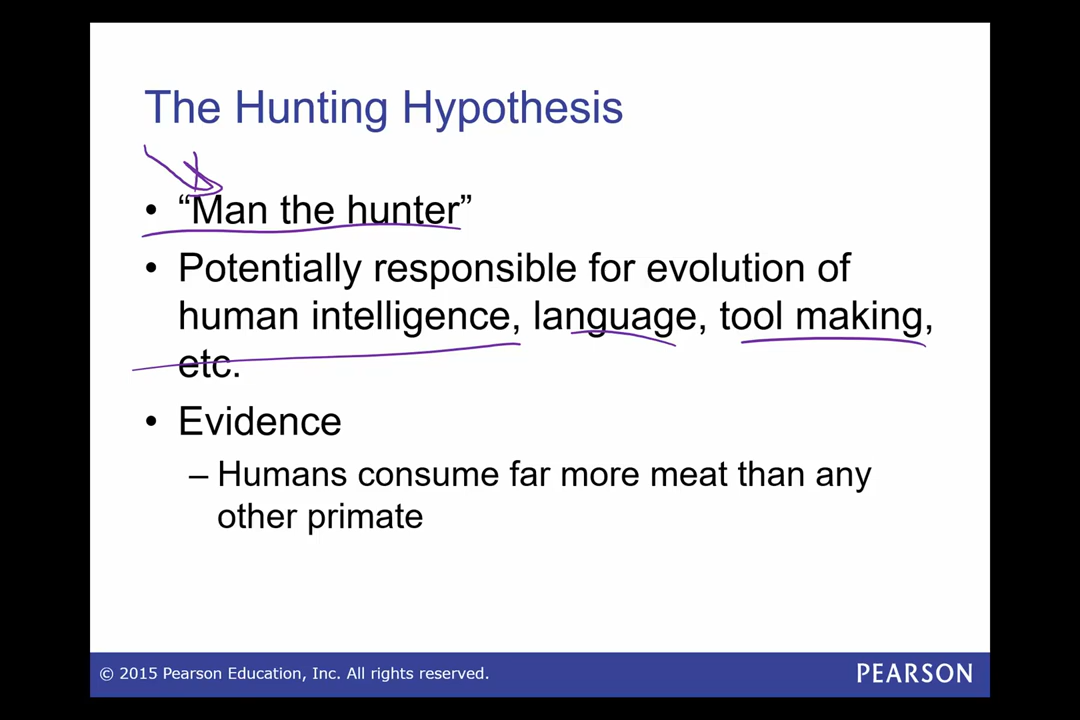 The Hunting Hypothesis
• “Man the hunter”
• Potentially responsible for evolution of
human intelligence, language, tool making,
etc.
• Evidence
– Humans consume far more meat than any
other primate
© 2015 Pearson Education, Inc. All rights reserved.
PEARSON